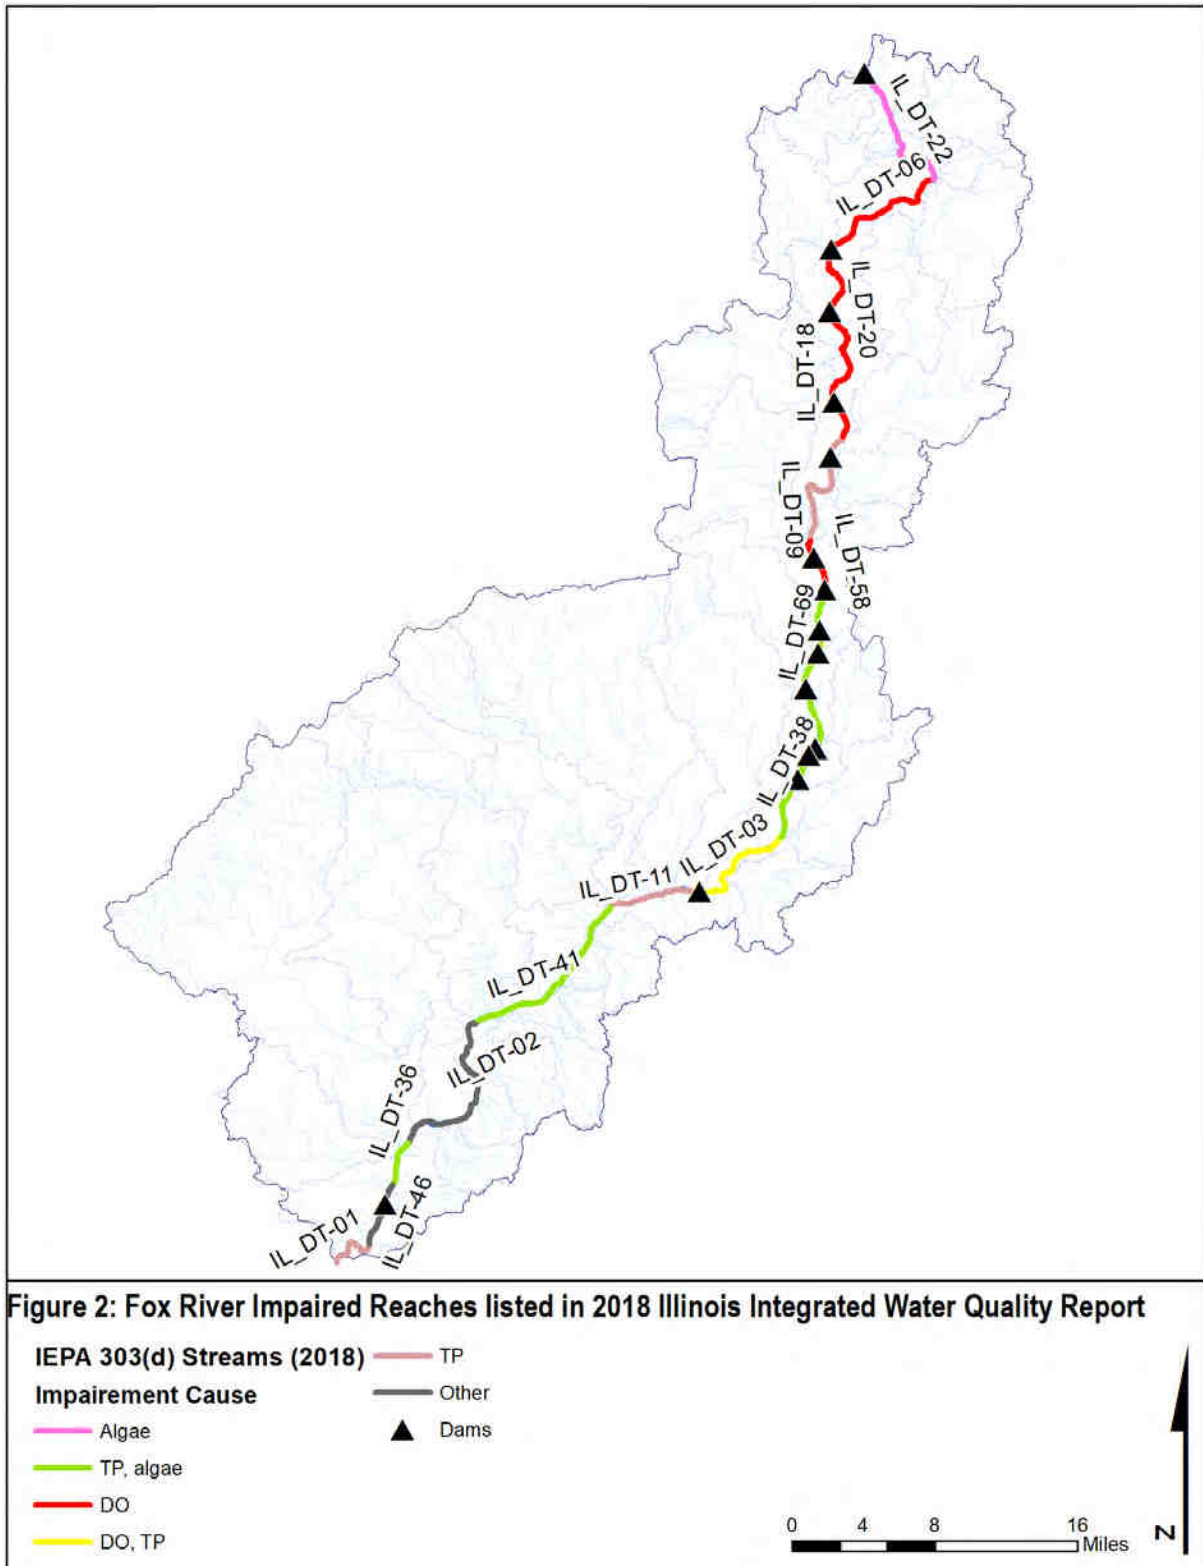 IL_DT-22
IL_DT-06
IL_DT-20
IL_DT-18
IL_DT-09
IL_DT-58
IL_DT-69
IL_DT-38
IL_DT-03
IL_DT-11
IL_DT-41
IL_DT-02
IL_DT-36
IL_DT-46
IL_DT-01
Figure 2: Fox River Impaired Reaches listed in 2018 Illinois Integrated Water Quality Report
IEPA 303(d) Streams (2018)
Impairement Cause
Algae
TP, algae
DO
DO, TP
TP
Other
Dams
0 4 8 16
Miles
N